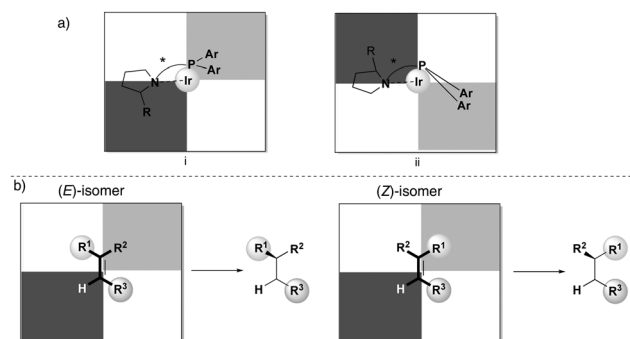 a)
* P Ar
Ar
N Ir
R
i
R
* P
N Ir
Ar
Ar
ii
b)
(E)-isomer
R¹ R²
H R³
R¹ R²
H R³
(Z)-isomer
R² R¹
H R³
R² R¹
H R³